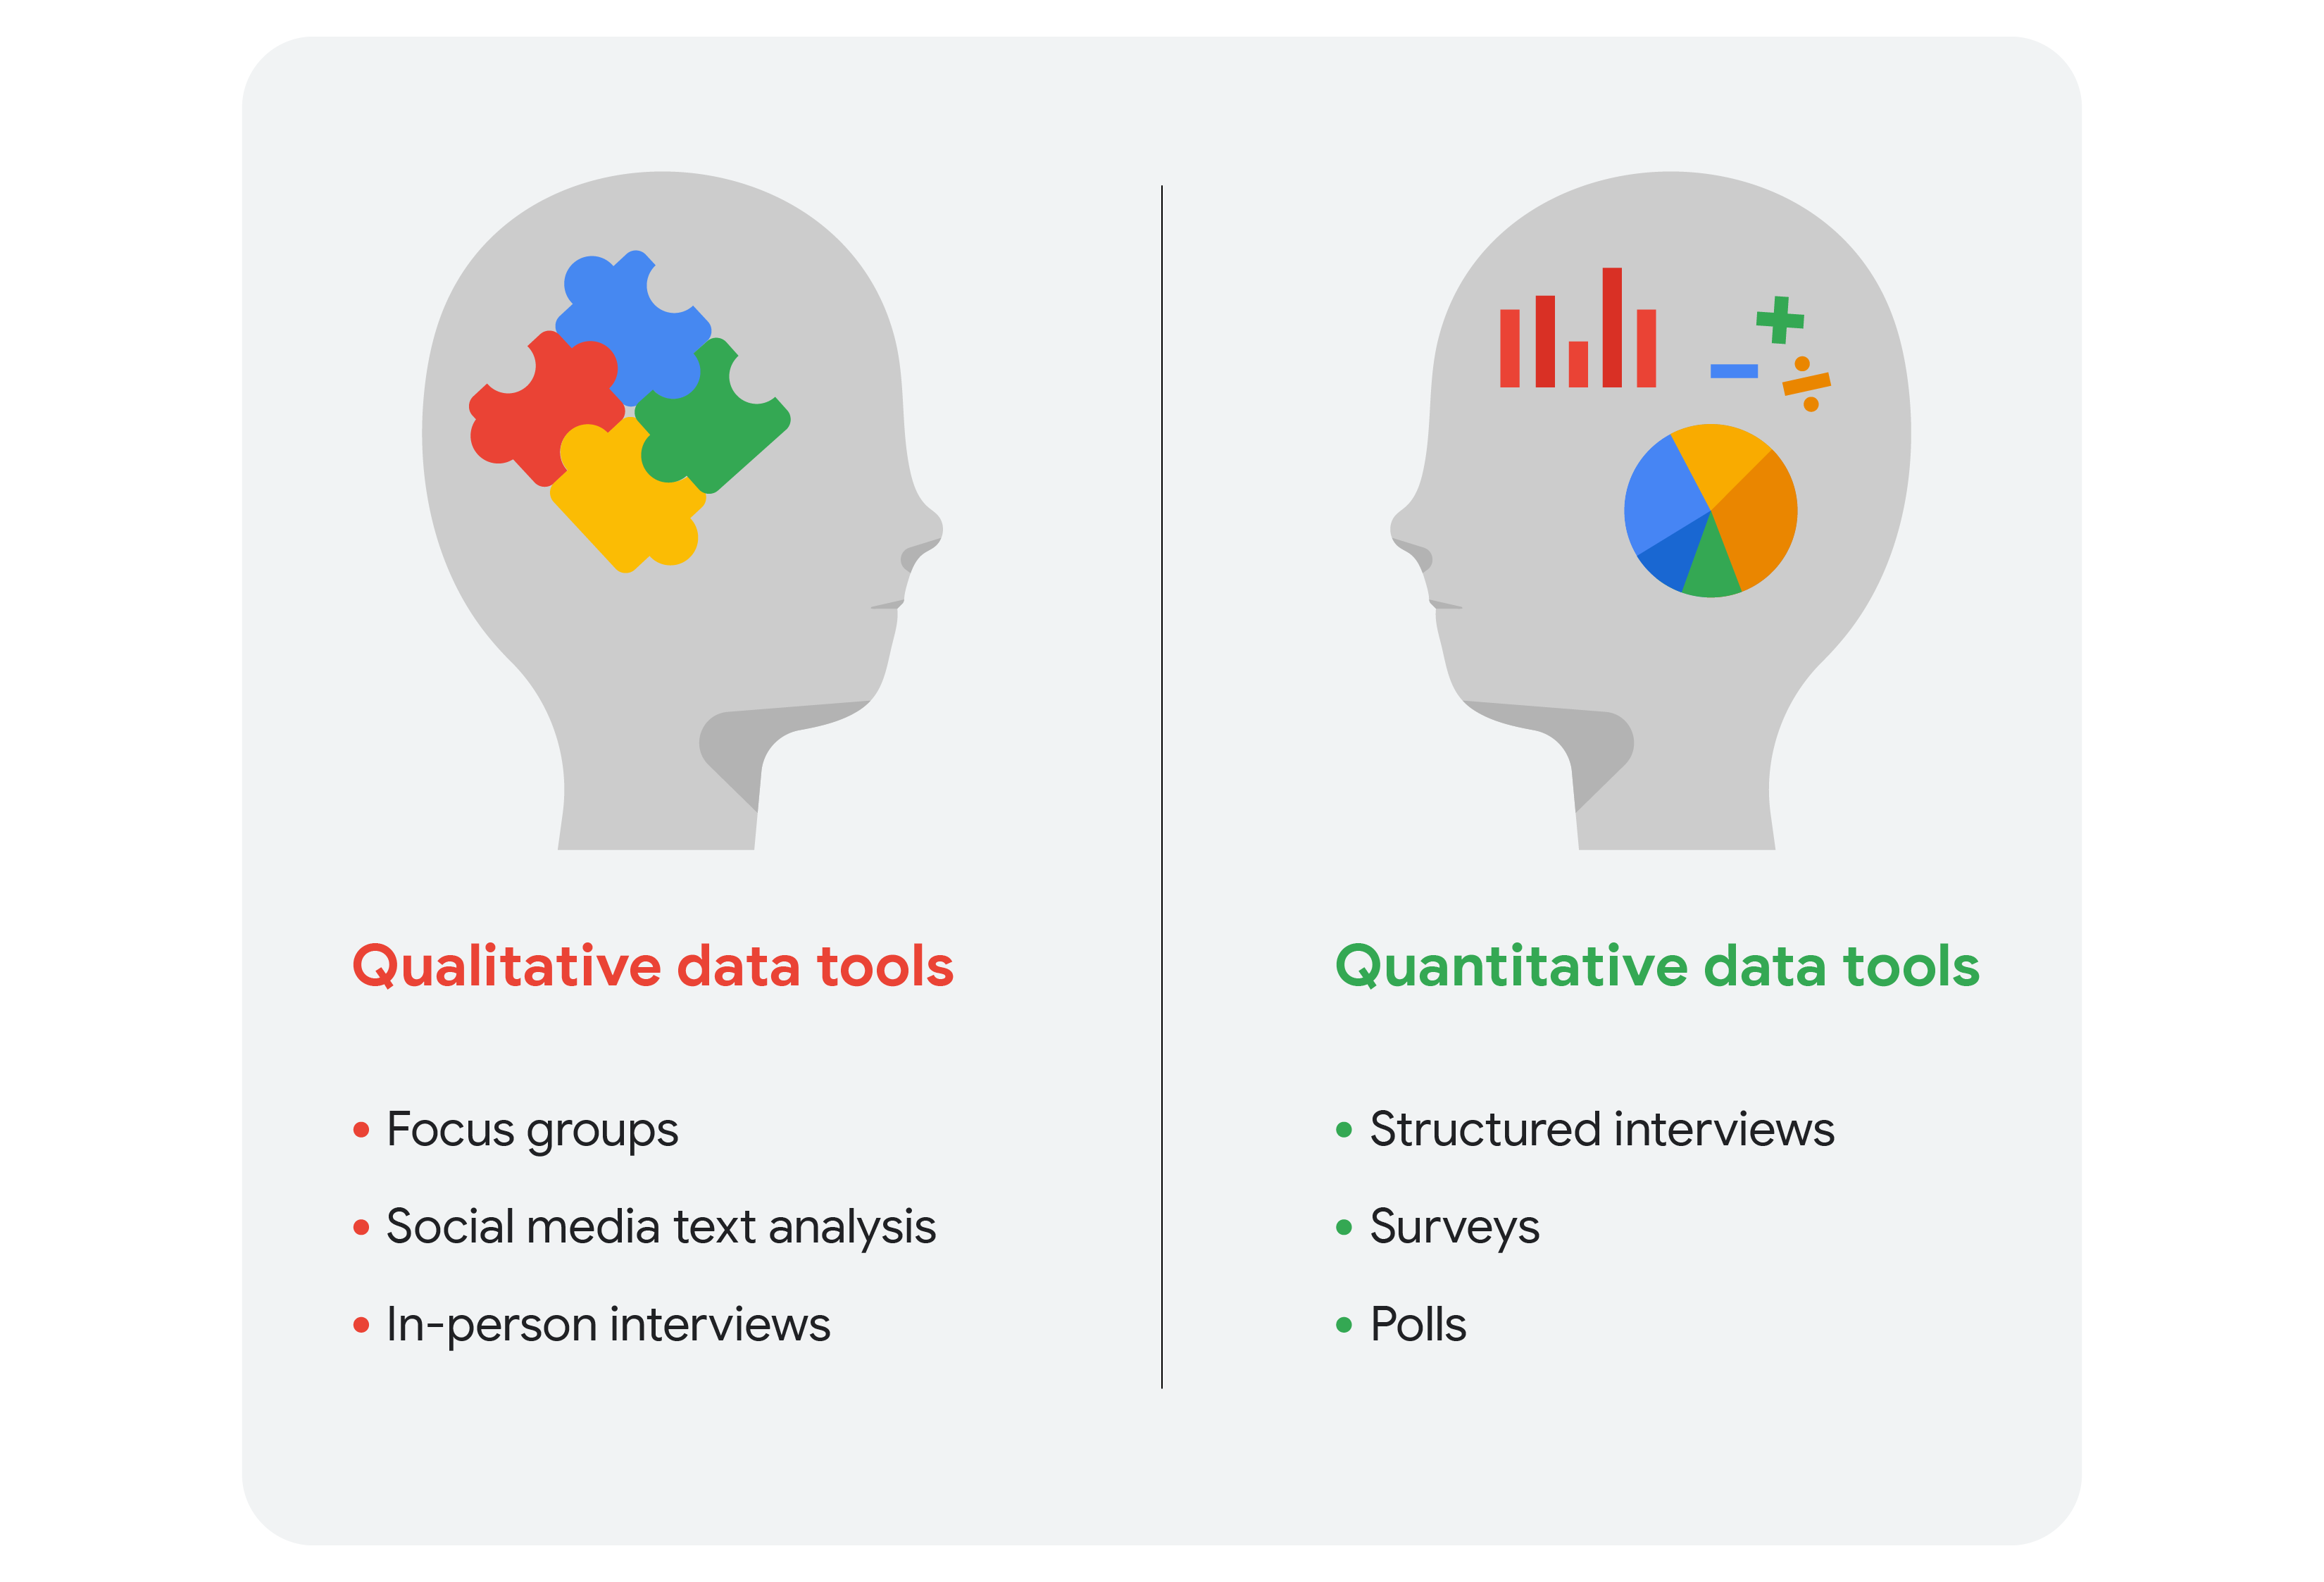 Qualitative data tools
Focus groups
Social media text analysis
In-person interviews
Quantitative data tools
Structured interviews
Surveys
Polls